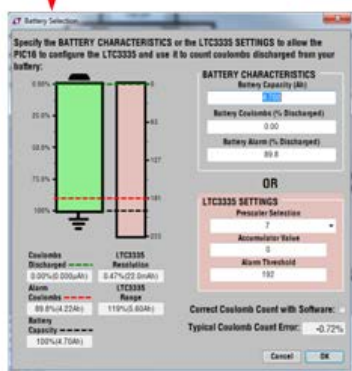 Battery Selection
Specify the BATTERY CHARACTERISTICS or the LTC3335 SETTINGS to allow the
PIC16 to configure the LTC3335 and use it to count coulombs discharged from your
battery:
BATTERY CHARACTERISTICS
Battery Capacity (Ah)
4.700
Battery Coulombs (% Discharged)
0.00
Battery Alarm (% Discharged)
89.8
OR
LTC3335 SETTINGS
Prescaler Selection
7
Accumulator Value
0
Alarm Threshold
192
0.00%
25.0%
50.0%
75.0%
100%
0
63
127
191
255
Coulombs
Discharged
0.00%(0.000µAh)
Alarm
Coulombs
89.8%(4.22Ah)
Battery
Capacity
100%(4.70Ah)
LTC3335
Resolution
0.47%(22.0mAh)
LTC3335
Range
119%(5.60Ah)
Correct Coulomb Count with Software:
Typical Coulomb Count Error: -0.72%
Cancel
OK